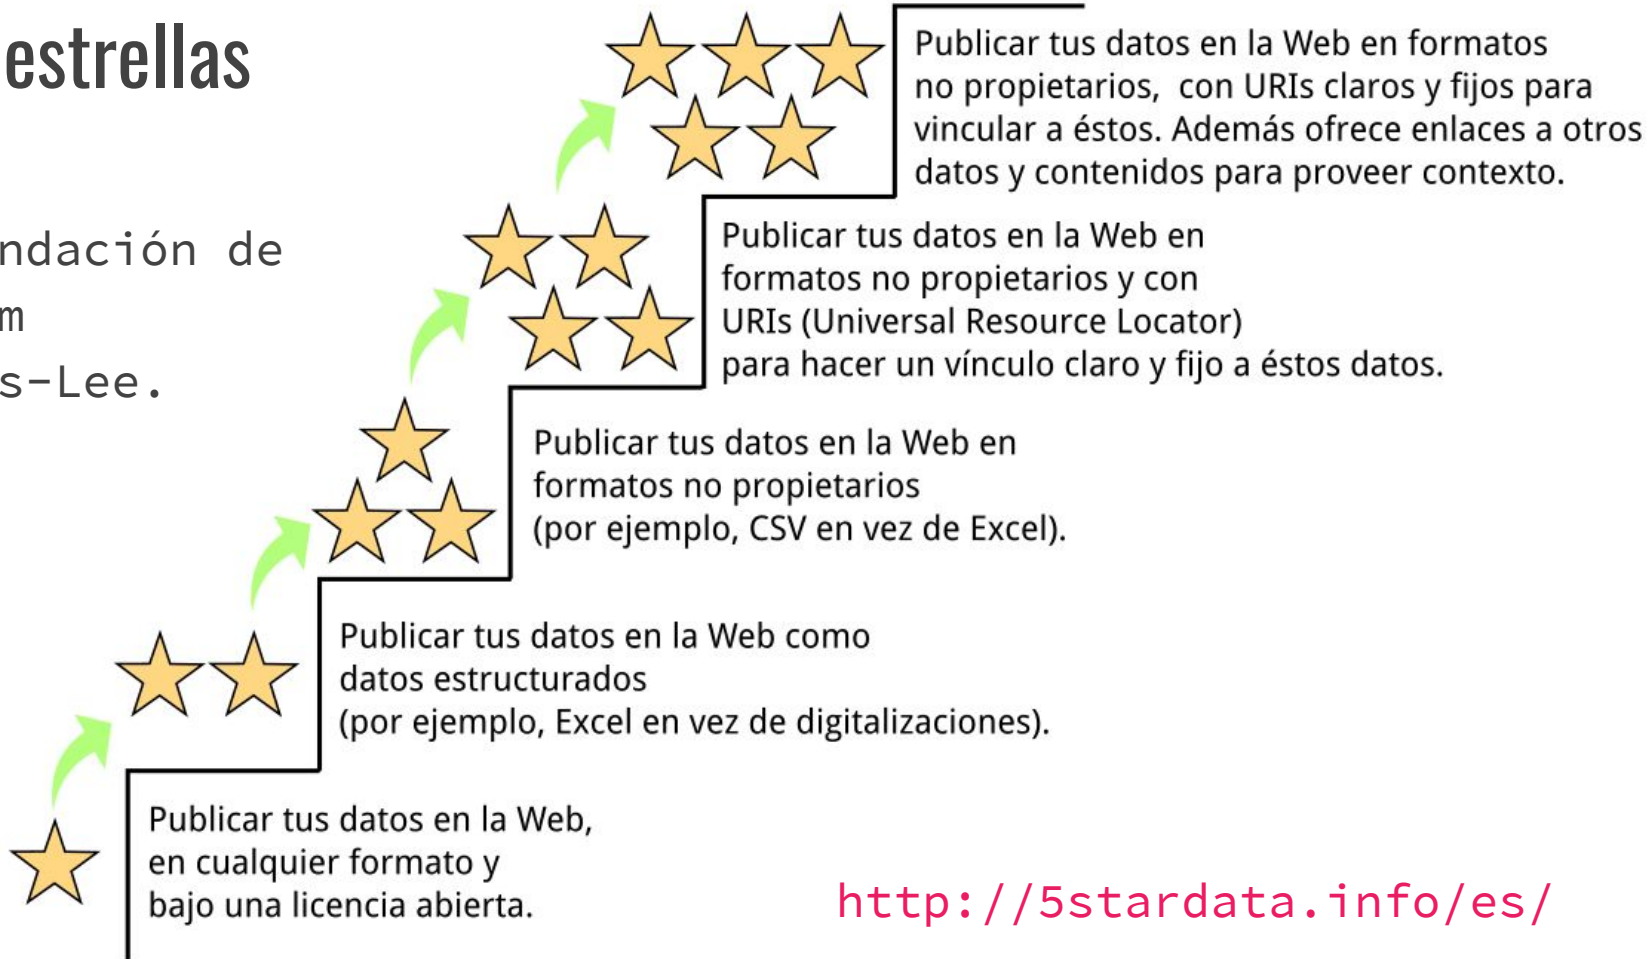 estrellas
ndación de
m
s-Lee.
Publicar tus datos en la Web en formatos
no propietarios, con URIs claros y fijos para
vincular a éstos. Además ofrece enlaces a otros
datos y contenidos para proveer contexto.
Publicar tus datos en la Web en
formatos no propietarios y con
URIs (Universal Resource Locator)
para hacer un vínculo claro y fijo a éstos datos.
Publicar tus datos en la Web en
formatos no propietarios
(por ejemplo, CSV en vez de Excel).
Publicar tus datos en la Web como
datos estructurados
(por ejemplo, Excel en vez de digitalizaciones).
Publicar tus datos en la Web,
en cualquier formato y
bajo una licencia abierta.
http://5stardata.info/es/